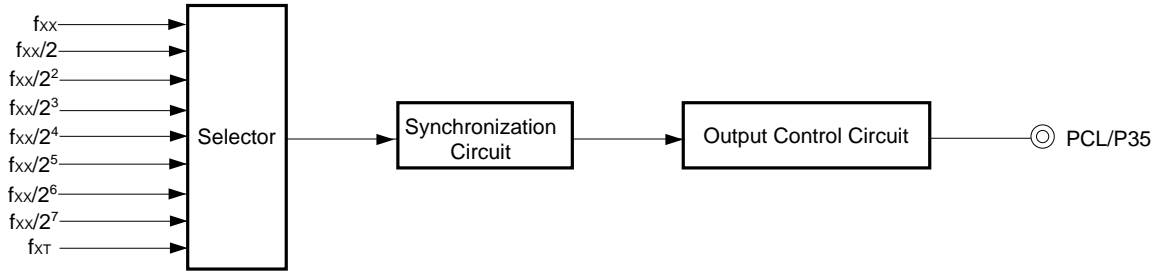 fXX
fXX/2
fXX/2²
fXX/2³
fXX/2⁴
fXX/2⁵
fXX/2⁶
fXX/2⁷
fXT
Selector
Synchronization
Circuit
Output Control Circuit
PCL/P35